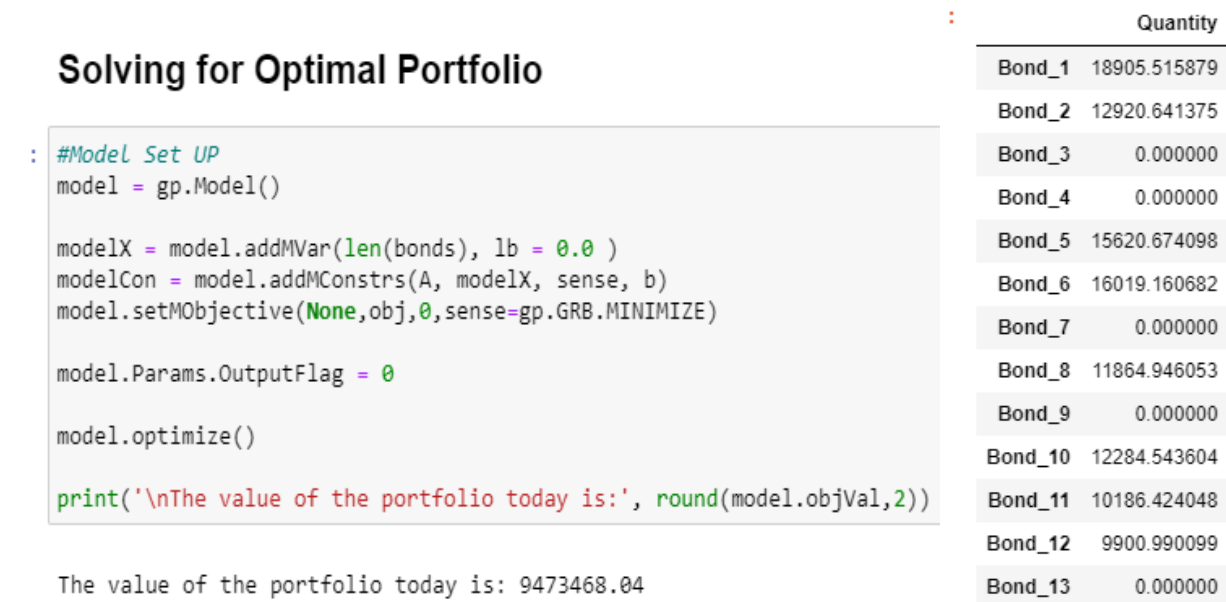 Solving for Optimal Portfolio
: #Model Set UP
model = gp.Model()
modelX = model.addMVar(len(bonds), lb = 0.0 )
modelCon = model.addMConstrs(A, modelX, sense, b)
model.setMObjective(None,obj,0,sense=gp.GRB.MINIMIZE)
model.Params.OutputFlag = 0
model.optimize()
print('\nThe value of the portfolio today is:', round(model.objVal,2))
The value of the portfolio today is: 9473468.04
:
Quantity
Bond_1 18905.515879
Bond_2 12920.641375
Bond_3 0.000000
Bond_4 0.000000
Bond_5 15620.674098
Bond_6 16019.160682
Bond_7 0.000000
Bond_8 11864.946053
Bond_9 0.000000
Bond_10 12284.543604
Bond_11 10186.424048
Bond_12 9900.990099
Bond_13 0.000000